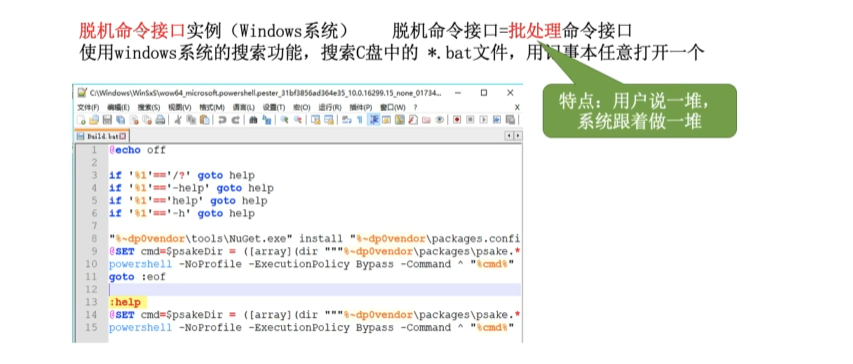 脱机命令接口实例（Windows系统） 脱机命令接口=批处理命令接口
使用windows系统的搜索功能，搜索C盘中的 *.bat文件，用记事本任意打开一个
特点：用户说一堆，
系统跟着做一堆
C:\Windows\WinSxS\wow64_microsoft.powershell.pester_31bf3856ad364e35_10.0.16299.15_none_01734...
文件(F) 编辑(E) 搜索(S) 视图(V) 格式(M) 语言(L) 设置(T) 宏(O) 运行(R) 插件(P) 窗口(W) ? X
Build.bat
1 @echo off
2
3 if '%1'=='/?' goto help
4 if '%1'=='-help' goto help
5 if '%1'=='help' goto help
6 if '%1'=='-h' goto help
7
8 "%~dp0vendor\tools\NuGet.exe" install "%~dp0vendor\packages.confi
9 @SET cmd=$psakeDir = ([array](dir """%~dp0vendor\packages\psake.*
10 powershell -NoProfile -ExecutionPolicy Bypass -Command ^ "%cmd%"
11 goto :eof
12
13 :help
14 @SET cmd=$psakeDir = ([array](dir """%~dp0vendor\packages\psake.*
15 powershell -NoProfile -ExecutionPolicy Bypass -Command ^ "%cmd%"